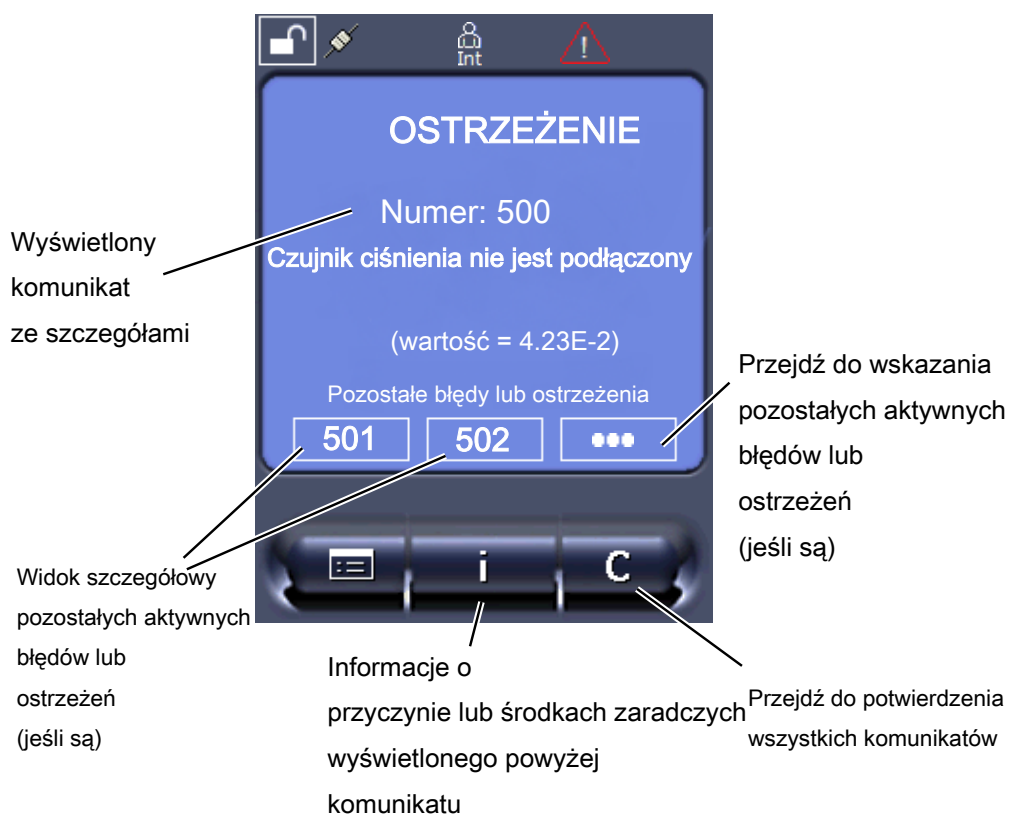 Int
!
OSTRZEŻENIE
Numer: 500
Czujnik ciśnienia nie jest podłączony
(wartość = 4.23E-2)
Pozostałe błędy lub ostrzeżenia
501
502
•••
i
C
Wyświetlony
komunikat
ze szczegółami
Przejdź do wskazania
pozostałych aktywnych
błędów lub
ostrzeżeń
(jeśli są)
Widok szczegółowy
pozostałych aktywnych
błędów lub
ostrzeżeń
(jeśli są)
Informacje o
przyczynie lub środkach zaradczych
wyświetlonego powyżej
komunikatu
Przejdź do potwierdzenia
wszystkich komunikatów